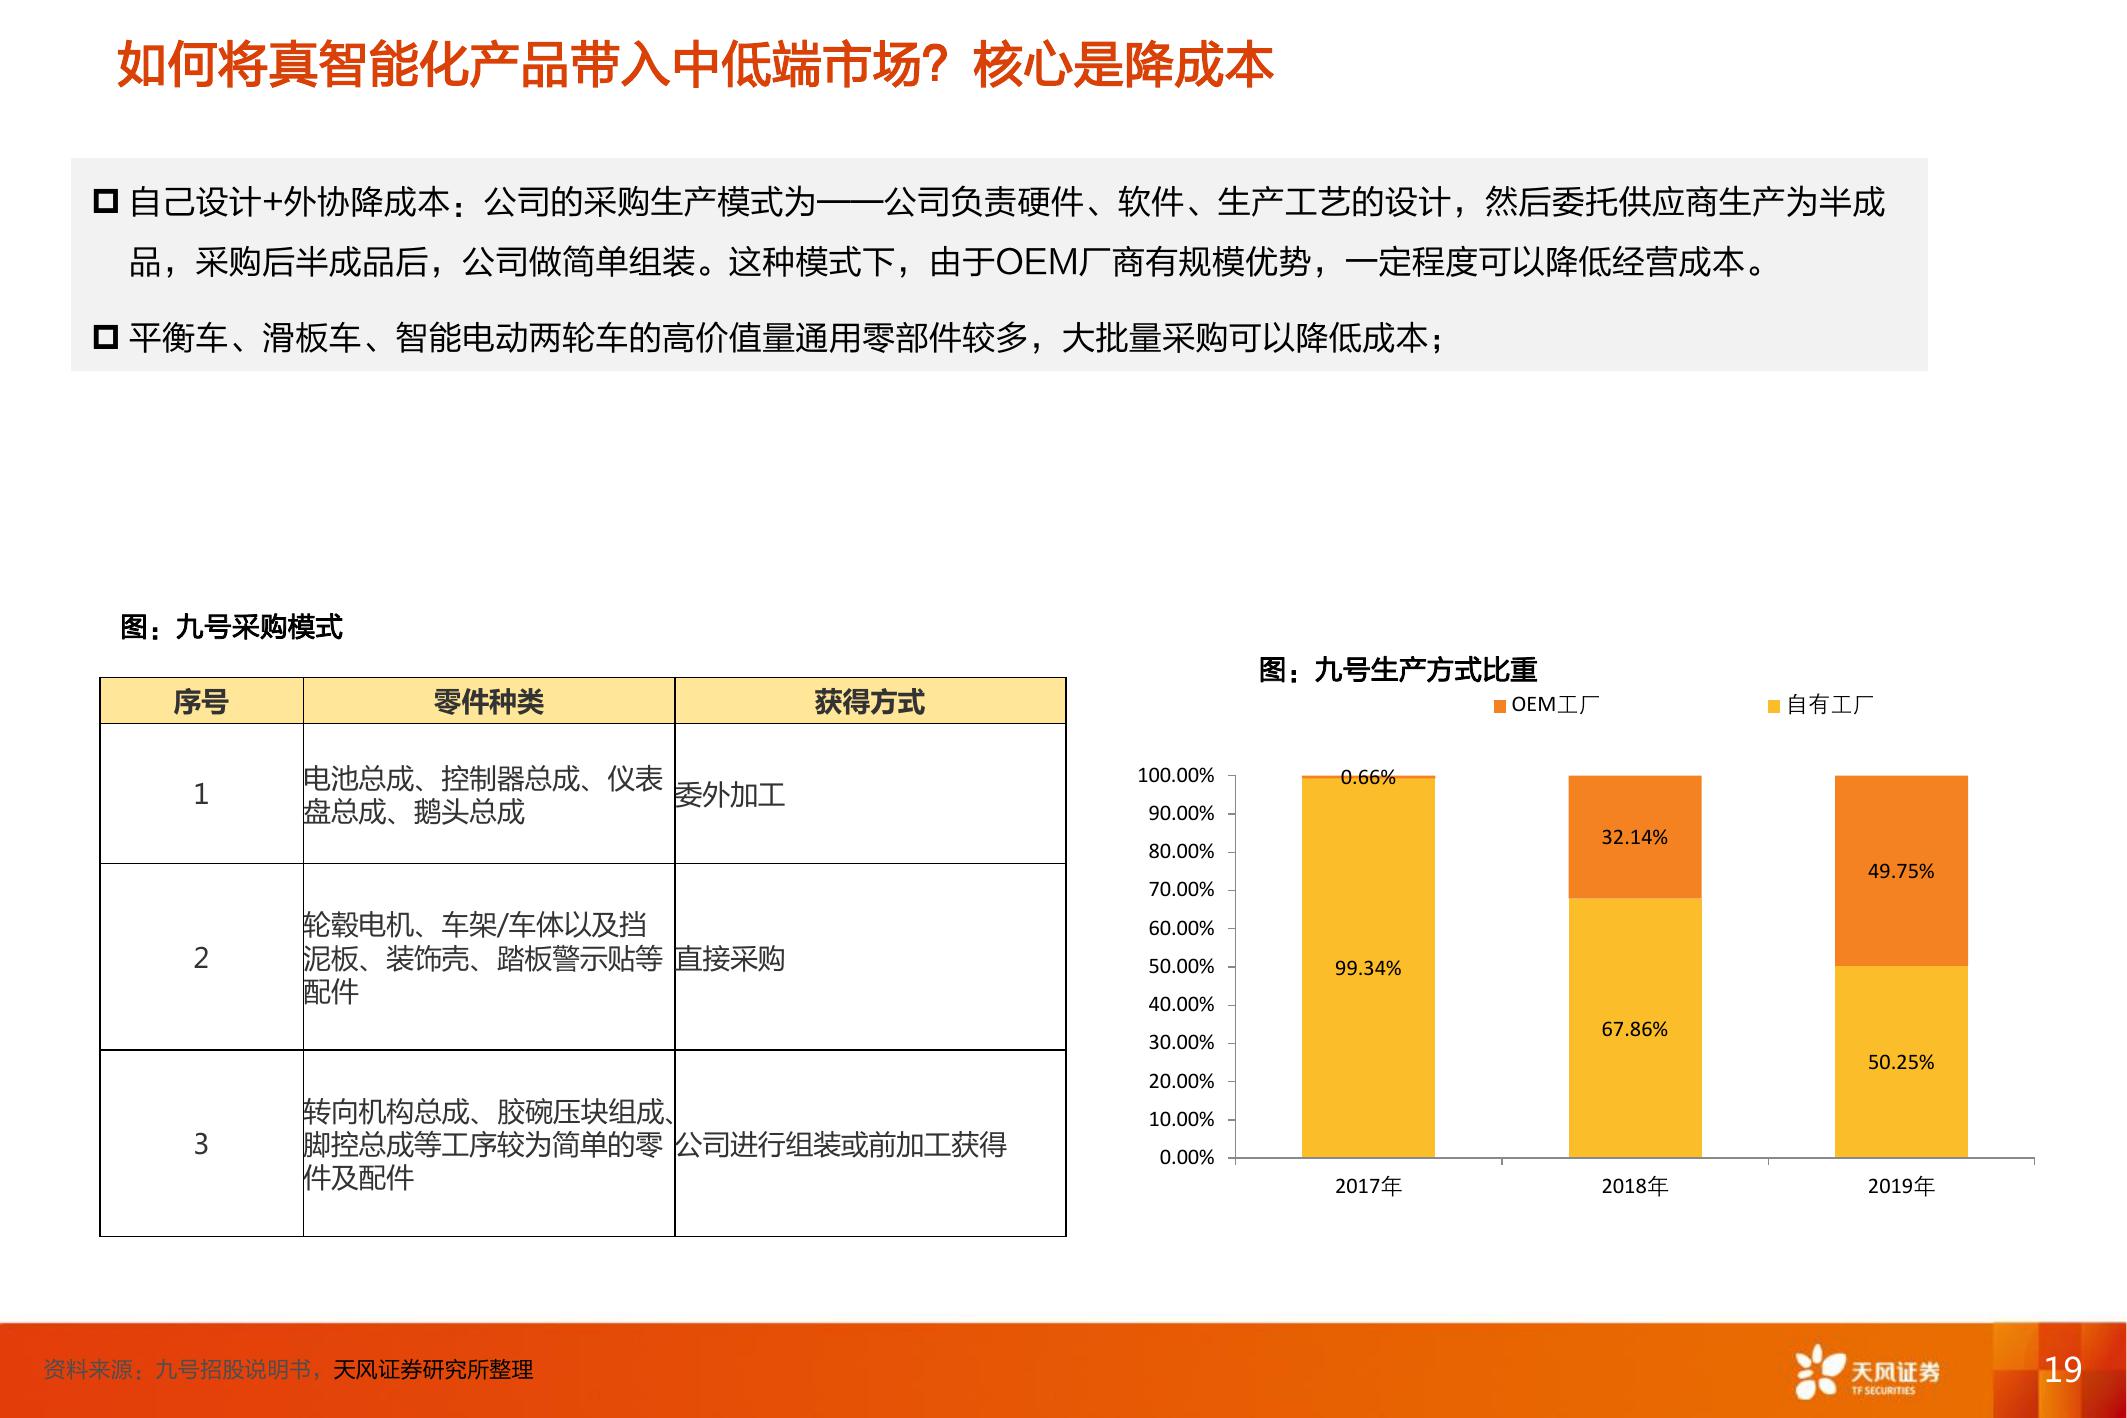 如何将真智能化产品带入中低端市场？核心是降成本
自己设计+外协降成本：公司的采购生产模式为——公司负责硬件、软件、生产工艺的设计，然后委托供应商生产为半成
品，采购后半成品后，公司做简单组装。这种模式下，由于OEM厂商有规模优势，一定程度可以降低经营成本。
平衡车、滑板车、智能电动两轮车的高价值量通用零部件较多，大批量采购可以降低成本；
图：九号采购模式
序号 零件种类 获得方式
1
电池总成、控制器总成、仪表
盘总成、鹅头总成
委外加工
2
轮毂电机、车架/车体以及挡
泥板、装饰壳、踏板警示贴等
配件
直接采购
3
转向机构总成、胶碗压块组成、
脚控总成等工序较为简单的零
件及配件
公司进行组装或前加工获得
图：九号生产方式比重
OEM工厂 自有工厂
100.00%
90.00%
80.00%
70.00%
60.00%
50.00%
40.00%
30.00%
20.00%
10.00%
0.00%
0.66%
99.34%
32.14%
67.86%
49.75%
50.25%
2017年 2018年 2019年
资料来源：九号招股说明书，天风证券研究所整理
天风证券
TF SECURITIES
19